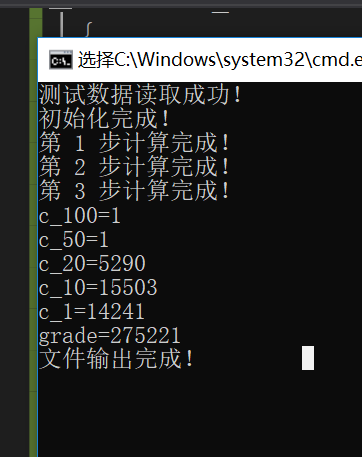 选择C:\Windows\system32\cmd.e
测试数据读取成功!
初始化完成!
第 1 步计算完成!
第 2 步计算完成!
第 3 步计算完成!
c_100=1
c_50=1
c_20=5290
c_10=15503
c_1=14241
grade=275221
文件输出完成!